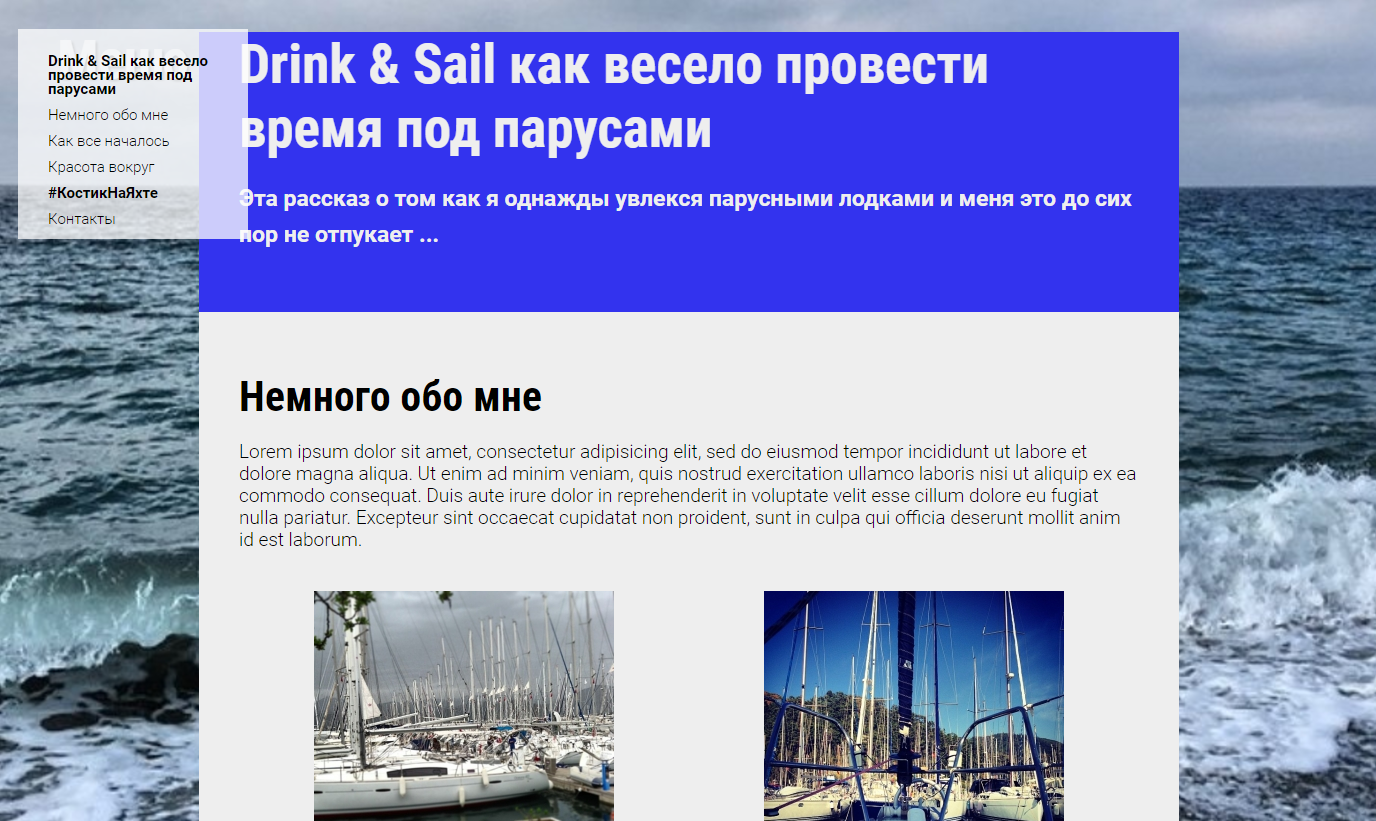 Drink & Sail как весело
провести время под
парусами
Немного обо мне
Как все началось
Красота вокруг
#КостикНаЯхте
Контакты
Drink & Sail как весело провести
время под парусами
Эта рассказ о том как я однажды увлекся парусными лодками и меня это до сих
пор не отпукает ...
Немного обо мне
Lorem ipsum dolor sit amet, consectetur adipisicing elit, sed do eiusmod tempor incididunt ut labore et
dolore magna aliqua. Ut enim ad minim veniam, quis nostrud exercitation ullamco laboris nisi ut aliquip ex ea
commodo consequat. Duis aute irure dolor in reprehenderit in voluptate velit esse cillum dolore eu fugiat
nulla pariatur. Excepteur sint occaecat cupidatat non proident, sunt in culpa qui officia deserunt mollit anim
id est laborum.